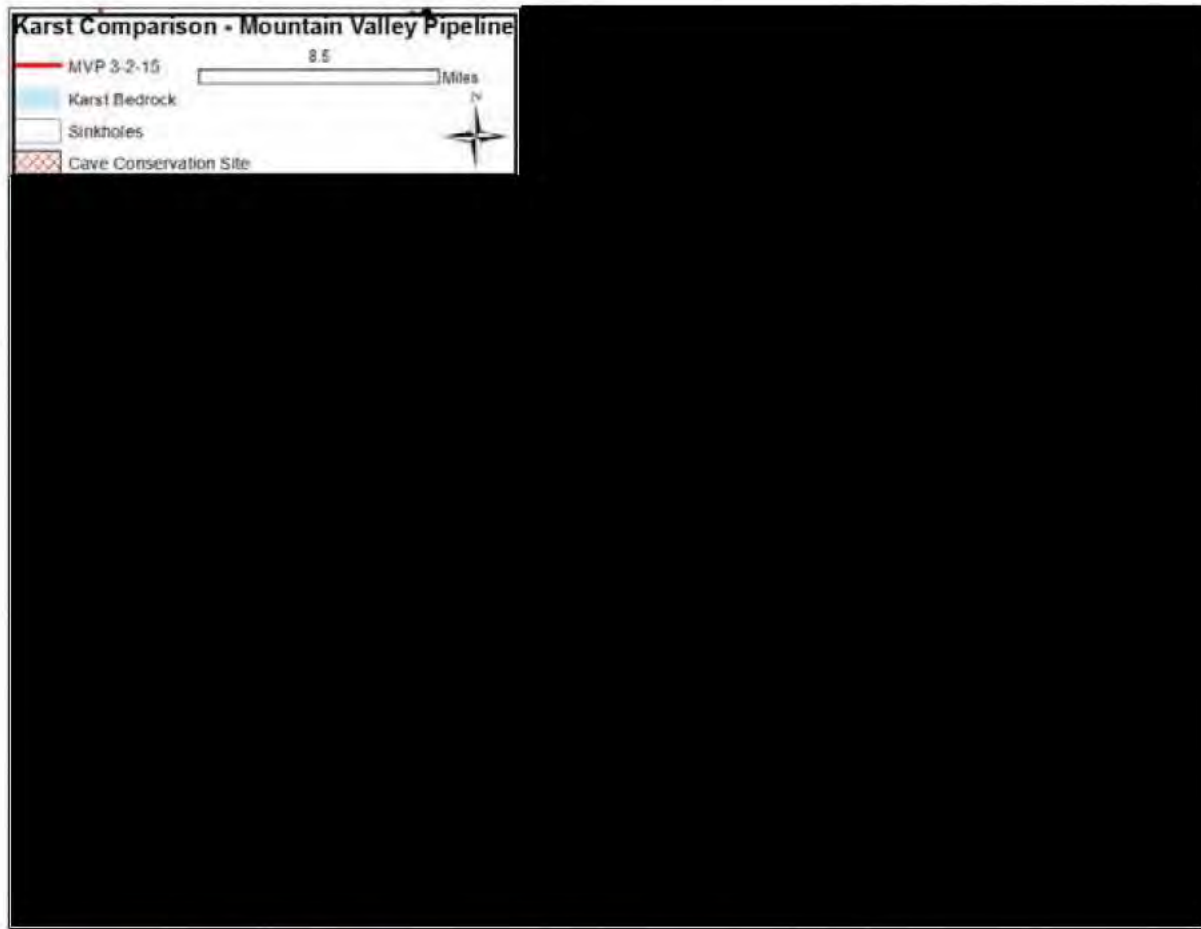 Karst Comparison - Mountain Valley Pipeline
MVP 3-2-15
8.5
Miles
Karst Bedrock
N
Sinkholes
Cave Conservation Site